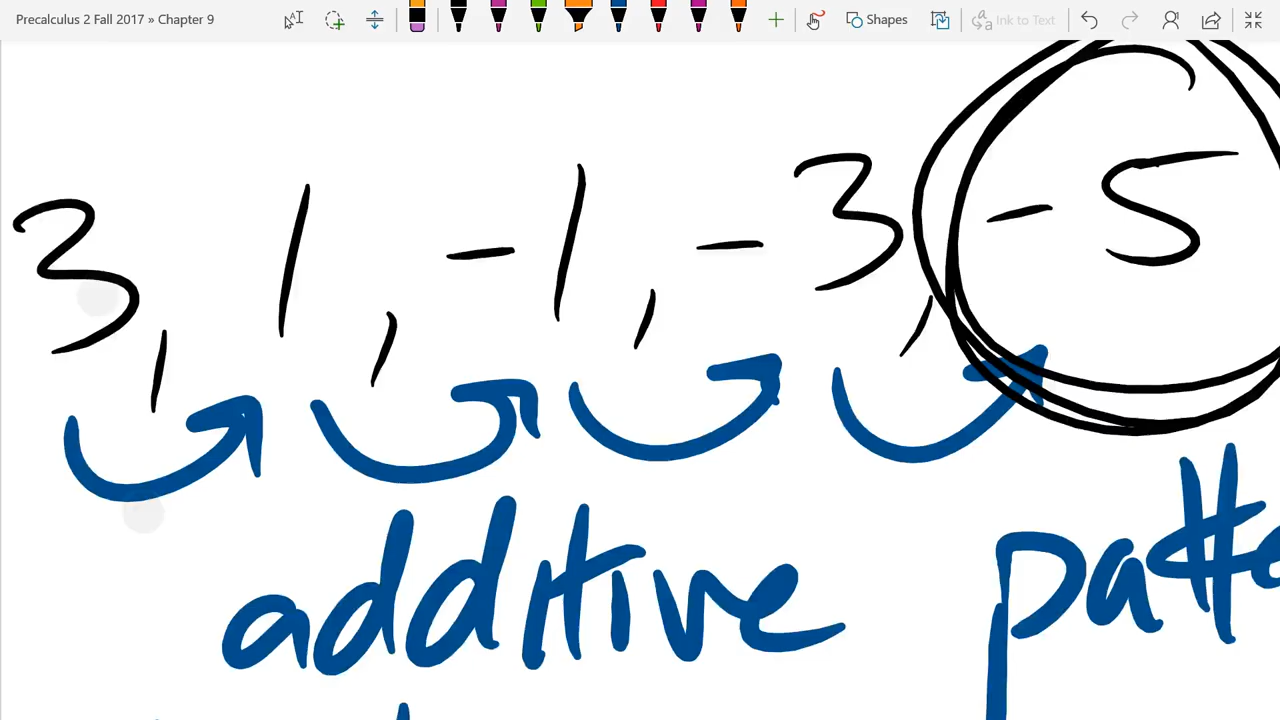 Precalculus 2 Fall 2017 » Chapter 9
Shapes
Ink to Text
3, 1, -1, -3, -5
additive patte